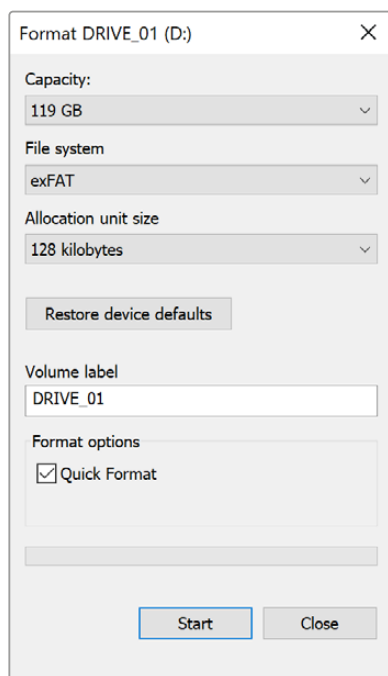 Format DRIVE_01 (D:)
Capacity:
119 GB
File system
exFAT
Allocation unit size
128 kilobytes
Restore device defaults
Volume label
DRIVE_01
Format options
Quick Format
Start Close